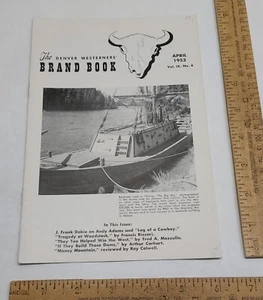 The DENVER WESTERNERS'
BRAND BOOK
APRIL
1953
Vol. IX, No. 4
In This Issue:
J. Frank Dobie on Andy Adams and "Log of a Cowboy."
"Tragedy at Woodstock," by Francis Rizzari.
"They Too Helped Win the West," by Fred A. Mazzulla.
"If They Build Those Dams," by Arthur Carhart.
"Money Mountain," reviewed by Ray Colwell.